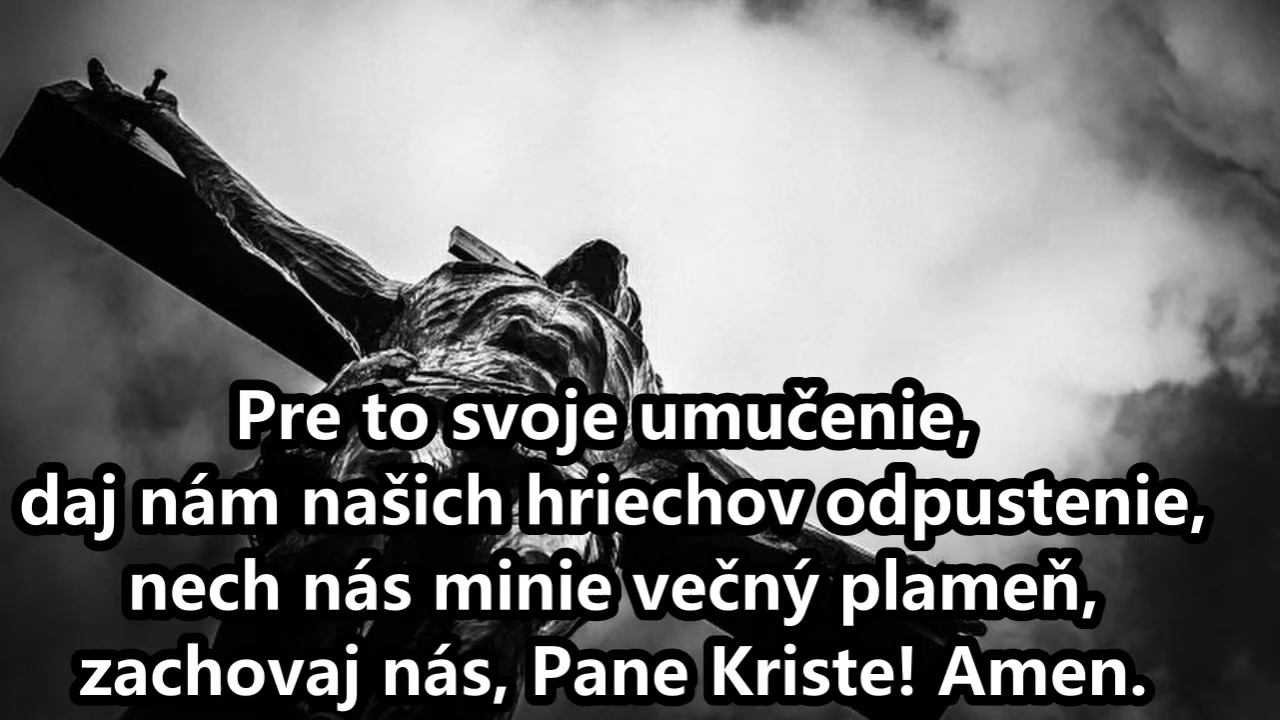 Pre to svoje umučenie,
daj nám našich hriechov odpustenie,
nech nás minie večný plameň,
zachovaj nás, Pane Kriste! Amen.